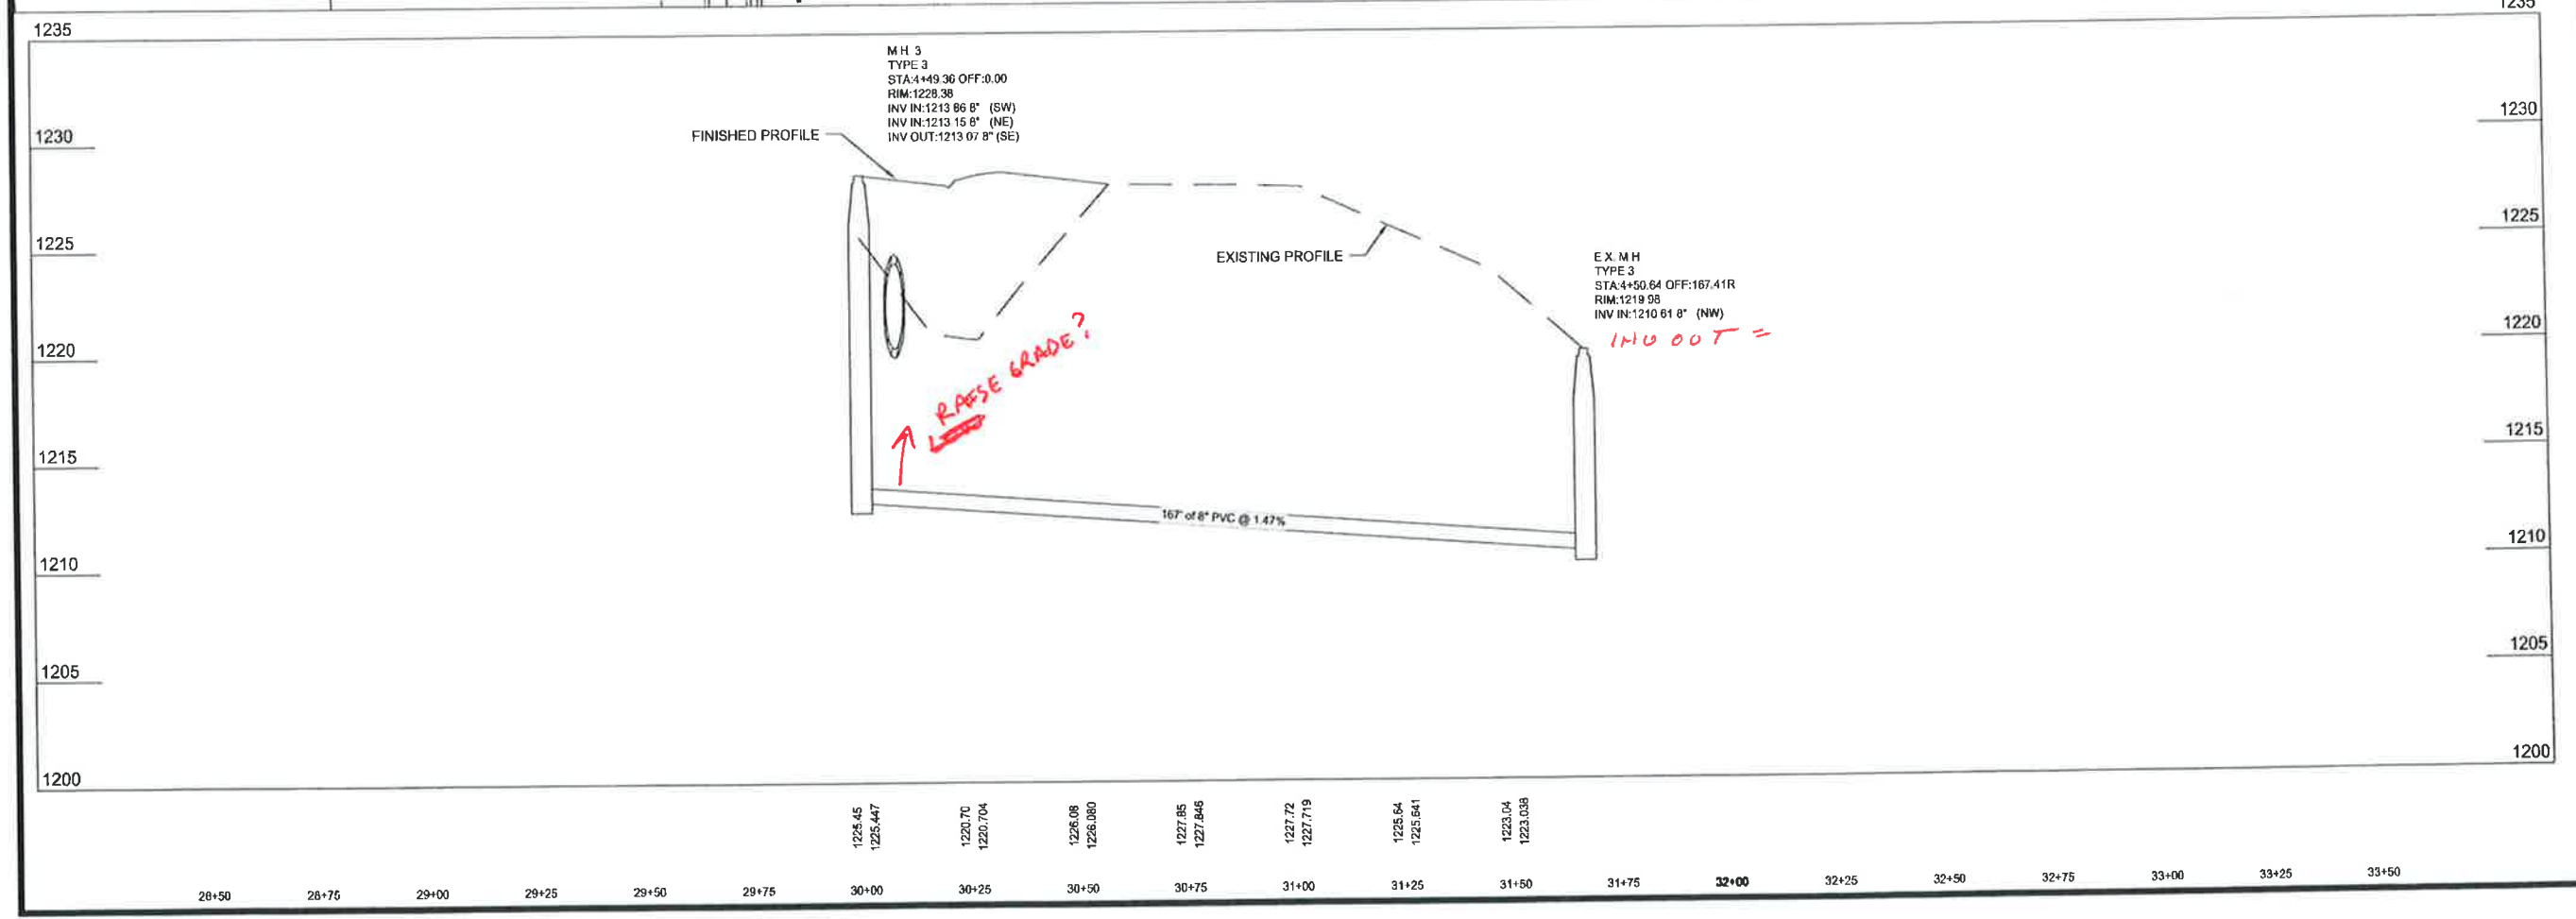 1235
1235
MH 3
TYPE 3
STA:4+49.36 OFF:0.00
RIM:1228.38
INV IN:1213 86 8" (SW)
INV IN:1213 15 8" (NE)
INV OUT:1213 07 8" (SE)
FINISHED PROFILE
1230
1230
1225
1225
EXISTING PROFILE
EX. MH
TYPE 3
STA:4+50.64 OFF:167.41R
RIM:1219 98
INV IN:1210 61 8" (NW)
INV OUT =
1220
1220
RAISE GRADE?
1215
1215
167' of 8" PVC @ 1.47%
1210
1210
1205
1205
1200
1200
1225.45
1225.447
1220.70
1220.704
1226.08
1226.080
1227.85
1227.846
1227.72
1227.719
1225.64
1225.641
1223.04
1223.038
28+50 28+75 29+00 29+25 29+50 29+75 30+00 30+25 30+50 30+75 31+00 31+25 31+50 31+75 32+00 32+25 32+50 32+75 33+00 33+25 33+50